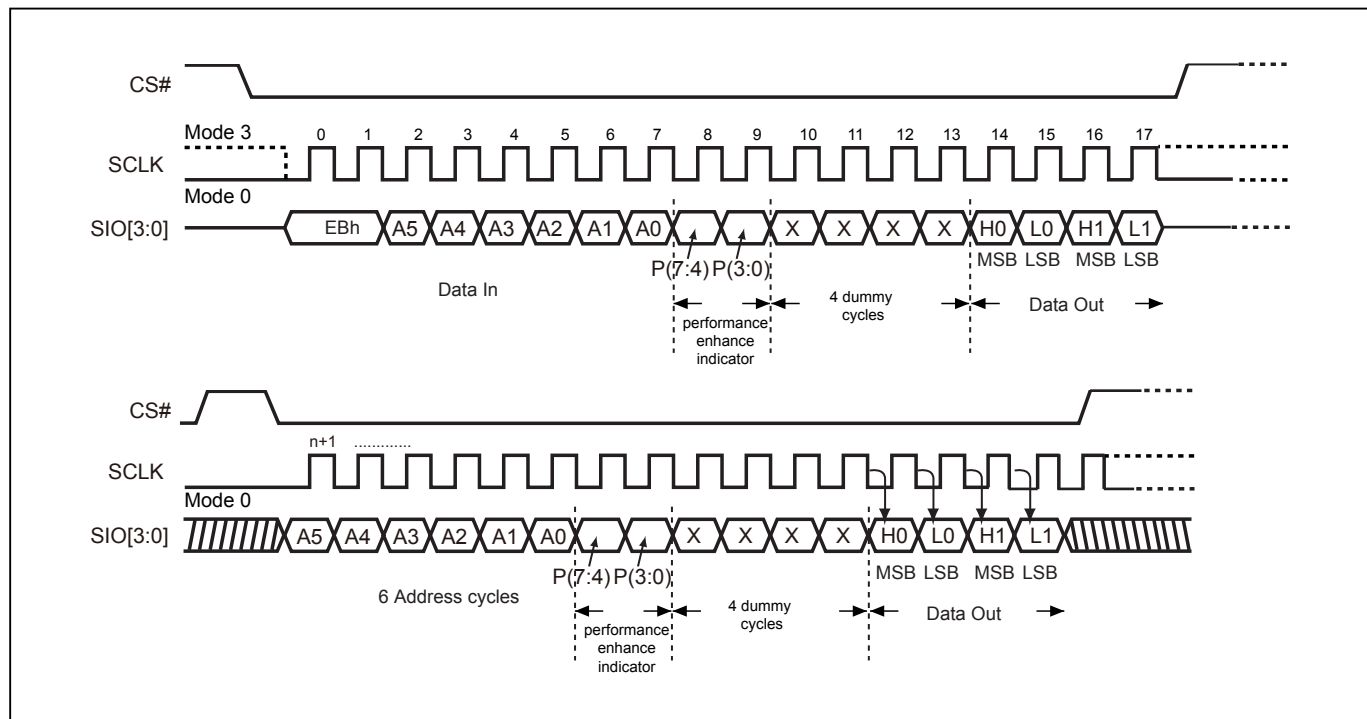 CS#
Mode 3
0 1 2 3 4 5 6 7 8 9 10 11 12 13 14 15 16 17
SCLK
Mode 0
SIO[3:0]
EBh A5 A4 A3 A2 A1 A0 X X X X H0 L0 H1 L1
MSB LSB MSB LSB
P(7:4) P(3:0)
Data In
4 dummy
cycles
Data Out
performance
enhance
indicator
CS#
n+1 .............
SCLK
Mode 0
SIO[3:0]
A5 A4 A3 A2 A1 A0 X X X X H0 L0 H1 L1
P(7:4) P(3:0)
MSB LSB MSB LSB
6 Address cycles
4 dummy
cycles
Data Out
performance
enhance
indicator